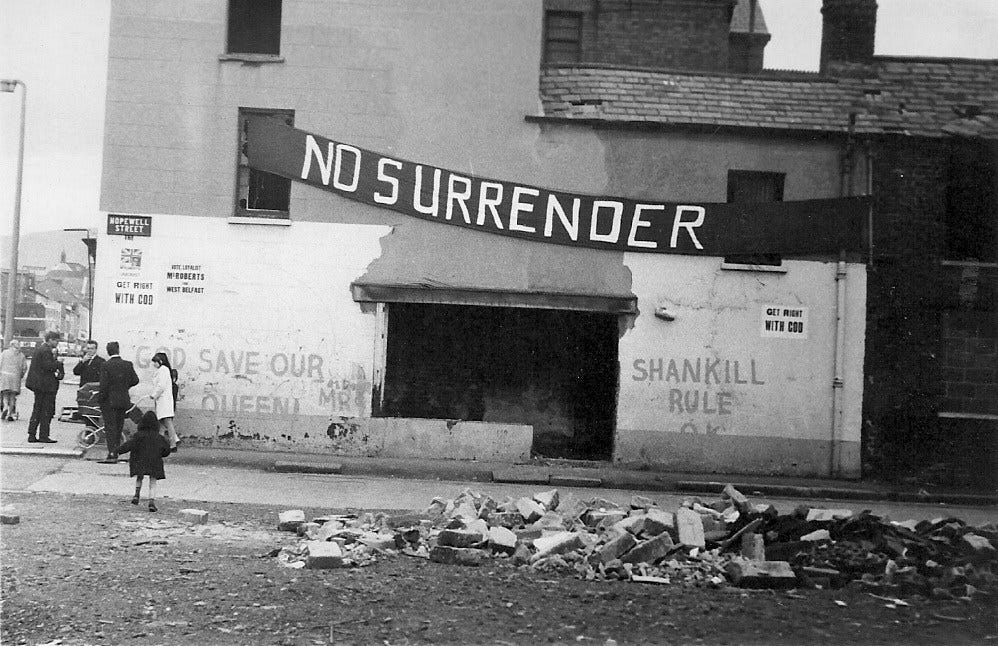 NO SURRENDER
HOPEWELL
STREET
GET RIGHT
WITH GOD
VOTE LOYALIST
McROBERTS
WEST BELFAST
GET RIGHT
WITH GOD
GOD SAVE OUR
QUEEN!
SHANKILL
RULE
OK